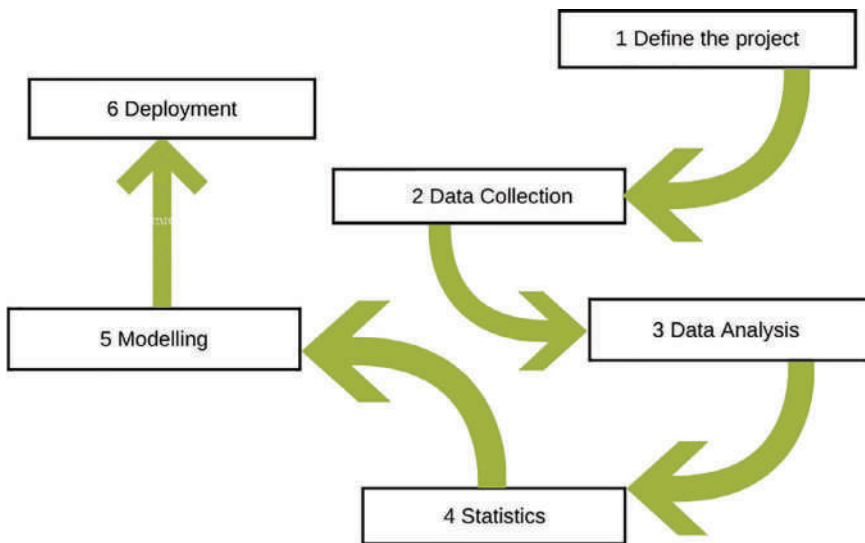 1 Define the project
6 Deployment
2 Data Collection
3 Data Analysis
5 Modelling
4 Statistics